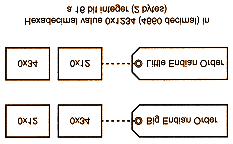 0x12 0x34 Big Endian Order
0x34 0x12 Little Endian Order
Hexadecimal value 0x1234 (4660 decimal) in
a 16 bit integer (2 bytes)